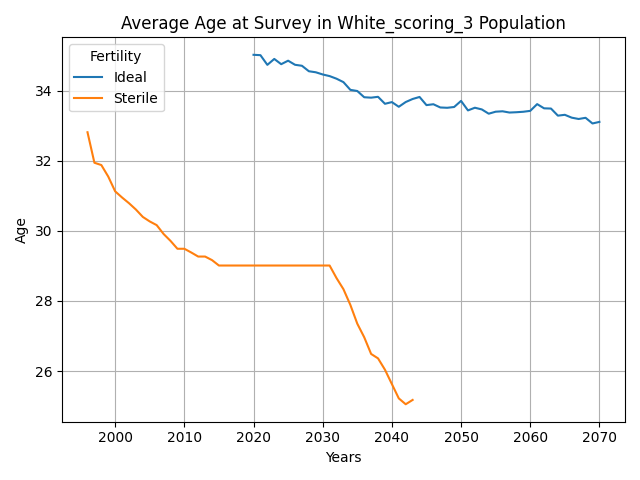 Average Age at Survey in White_scoring_3 Population
Fertility
Ideal
Sterile
34
32
30
28
26
Age
2000 2010 2020 2030 2040 2050 2060 2070
Years